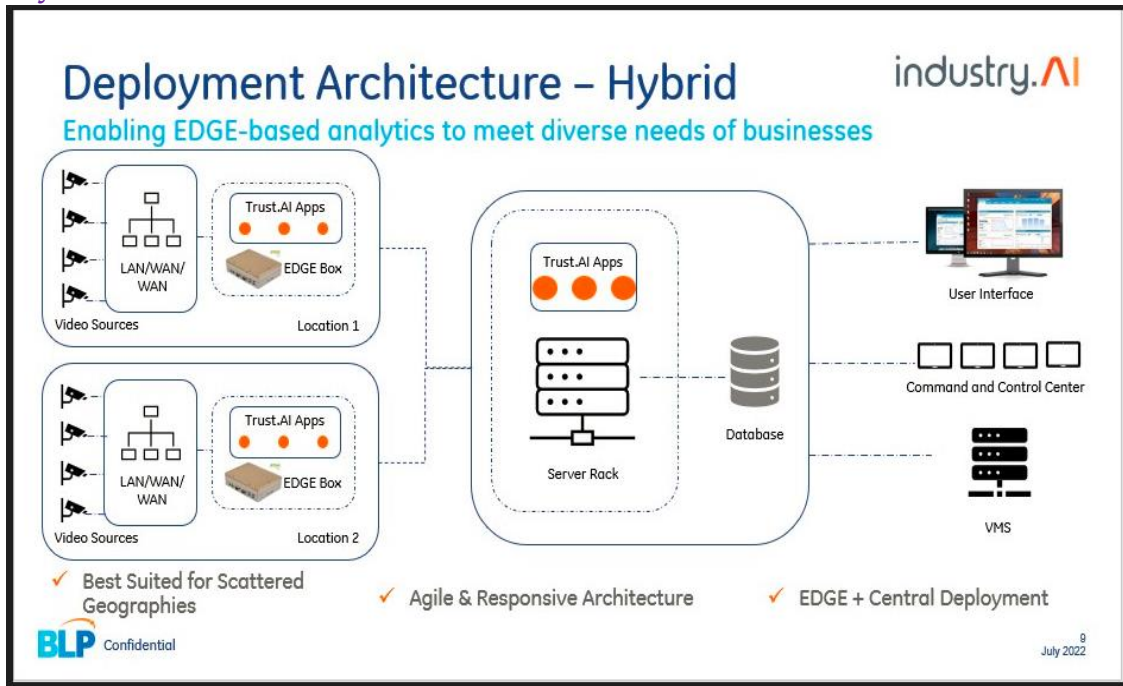 Deployment Architecture – Hybrid
industry.AI
Enabling EDGE-based analytics to meet diverse needs of businesses
Trust.AI Apps
EDGE Box
LAN/WAN/
WAN
Video Sources
Location 1
Trust.AI Apps
EDGE Box
LAN/WAN/
WAN
Video Sources
Location 2
Trust.AI Apps
Server Rack
Database
User Interface
Command and Control Center
VMS
✓ Best Suited for Scattered
Geographies
✓ Agile & Responsive Architecture
✓ EDGE + Central Deployment
BLP Confidential
9
July 2022